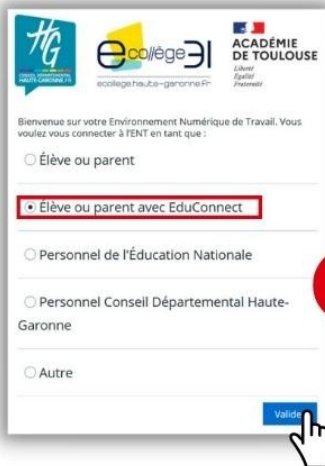 HG
CONSEIL DÉPARTEMENTAL
HAUTE-GARONNE.FR
ecollège31
ecollege.haute-garonne.fr
ACADÉMIE
DE TOULOUSE
Liberté
Égalité
Fraternité
Bienvenue sur votre Environnement Numérique de Travail. Vous
voulez vous connecter à l'ENT en tant que :
Élève ou parent
Élève ou parent avec EduConnect
Personnel de l'Éducation Nationale
Personnel Conseil Départemental Haute-
Garonne
Autre
Valider